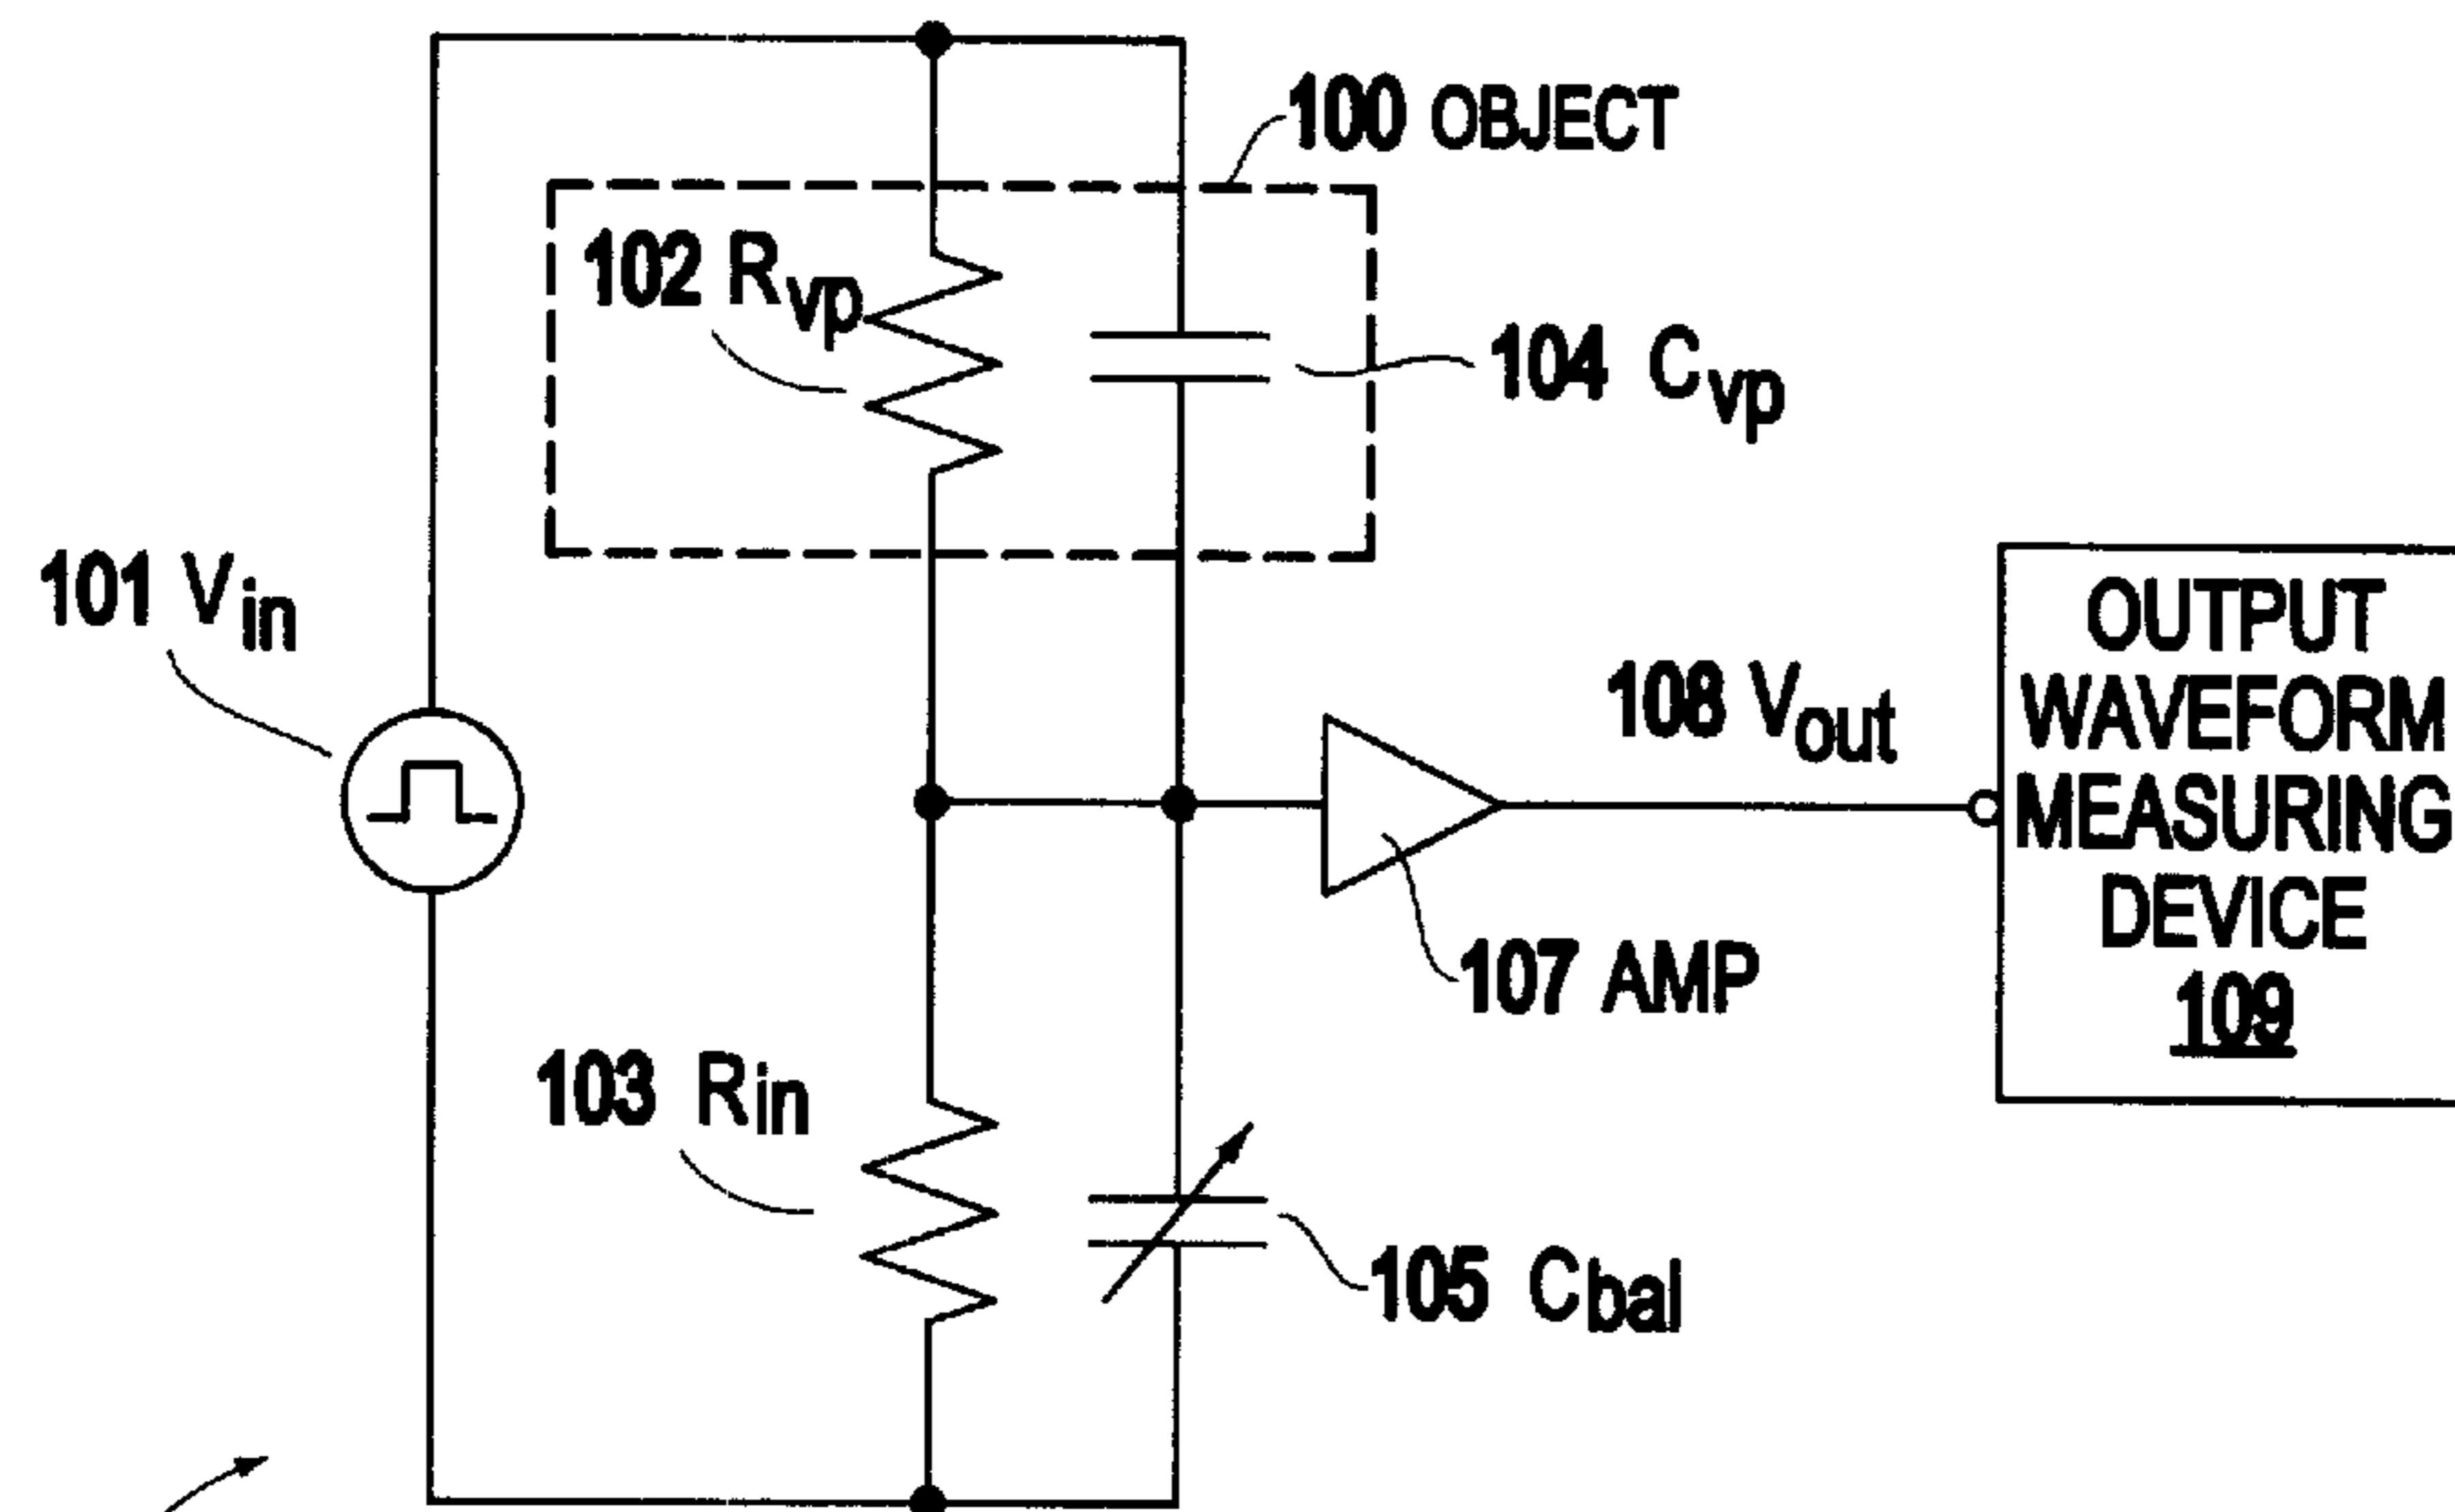 100 OBJECT
102 Rvp
104 Cvp
101 Vin
108 Vout
OUTPUT
WAVEFORM
MEASURING
DEVICE
109
107 AMP
103 Rin
105 Cbal